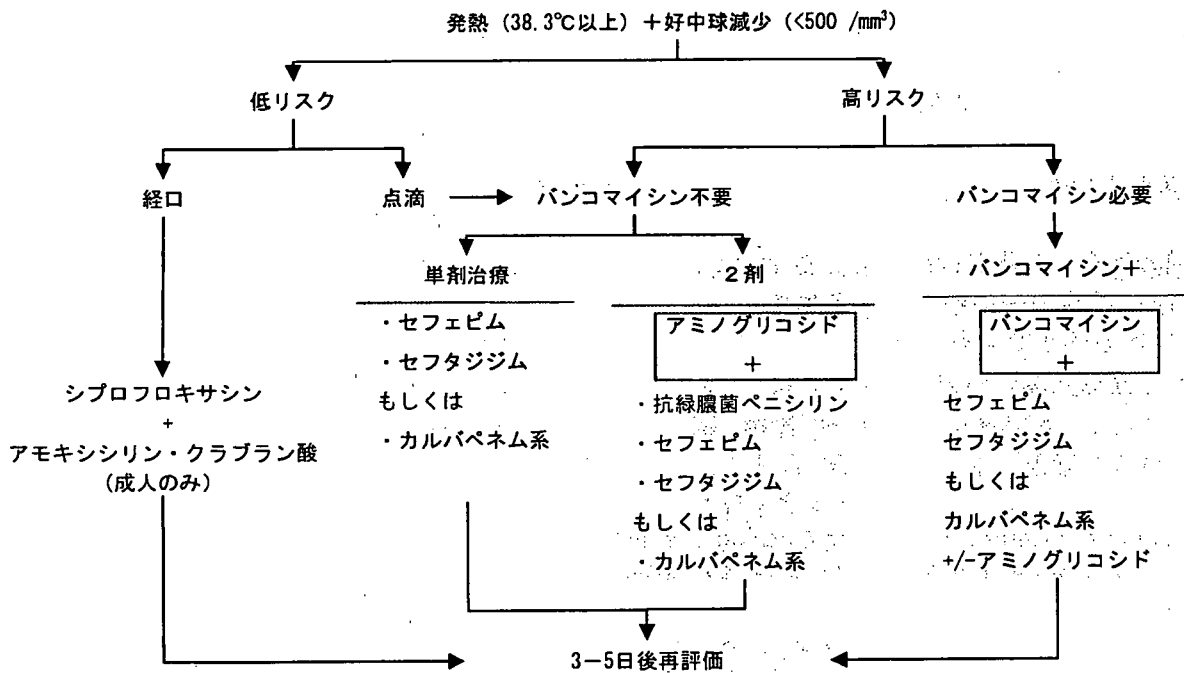 発熱（38.3℃以上）＋好中球減少（<500 /mm³）
低リスク
高リスク
経口
点滴
バンコマイシン不要
バンコマイシン必要
単剤治療
２剤
バンコマイシン＋
・セフェピム
・セフタジジム
もしくは
・カルバペネム系
アミノグリコシド
＋
・抗緑膿菌ペニシリン
・セフェピム
・セフタジジム
もしくは
・カルバペネム系
バンコマイシン
＋
セフェピム
セフタジジム
もしくは
カルバペネム系
+/-アミノグリコシド
シプロフロキサシン
+
アモキシシリン・クラブラン酸
(成人のみ)
3－5日後再評価